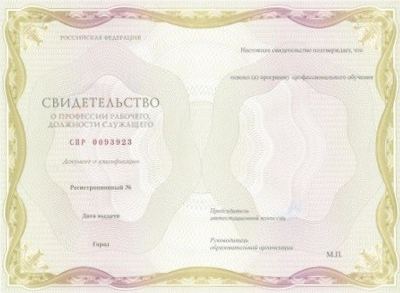 РОССИЙСКАЯ ФЕДЕРАЦИЯ
СВИДЕТЕЛЬСТВО
О ПРОФЕССИИ РАБОЧЕГО,
ДОЛЖНОСТИ СЛУЖАЩЕГО
СПР 0093923
Документ о квалификации
Регистрационный №
Дата выдачи
Город
Настоящее свидетельство подтверждает, что
освоил (а) программу профессионального обучения
Председатель
аттестационной комиссии
Руководитель
образовательной организации
М.П.